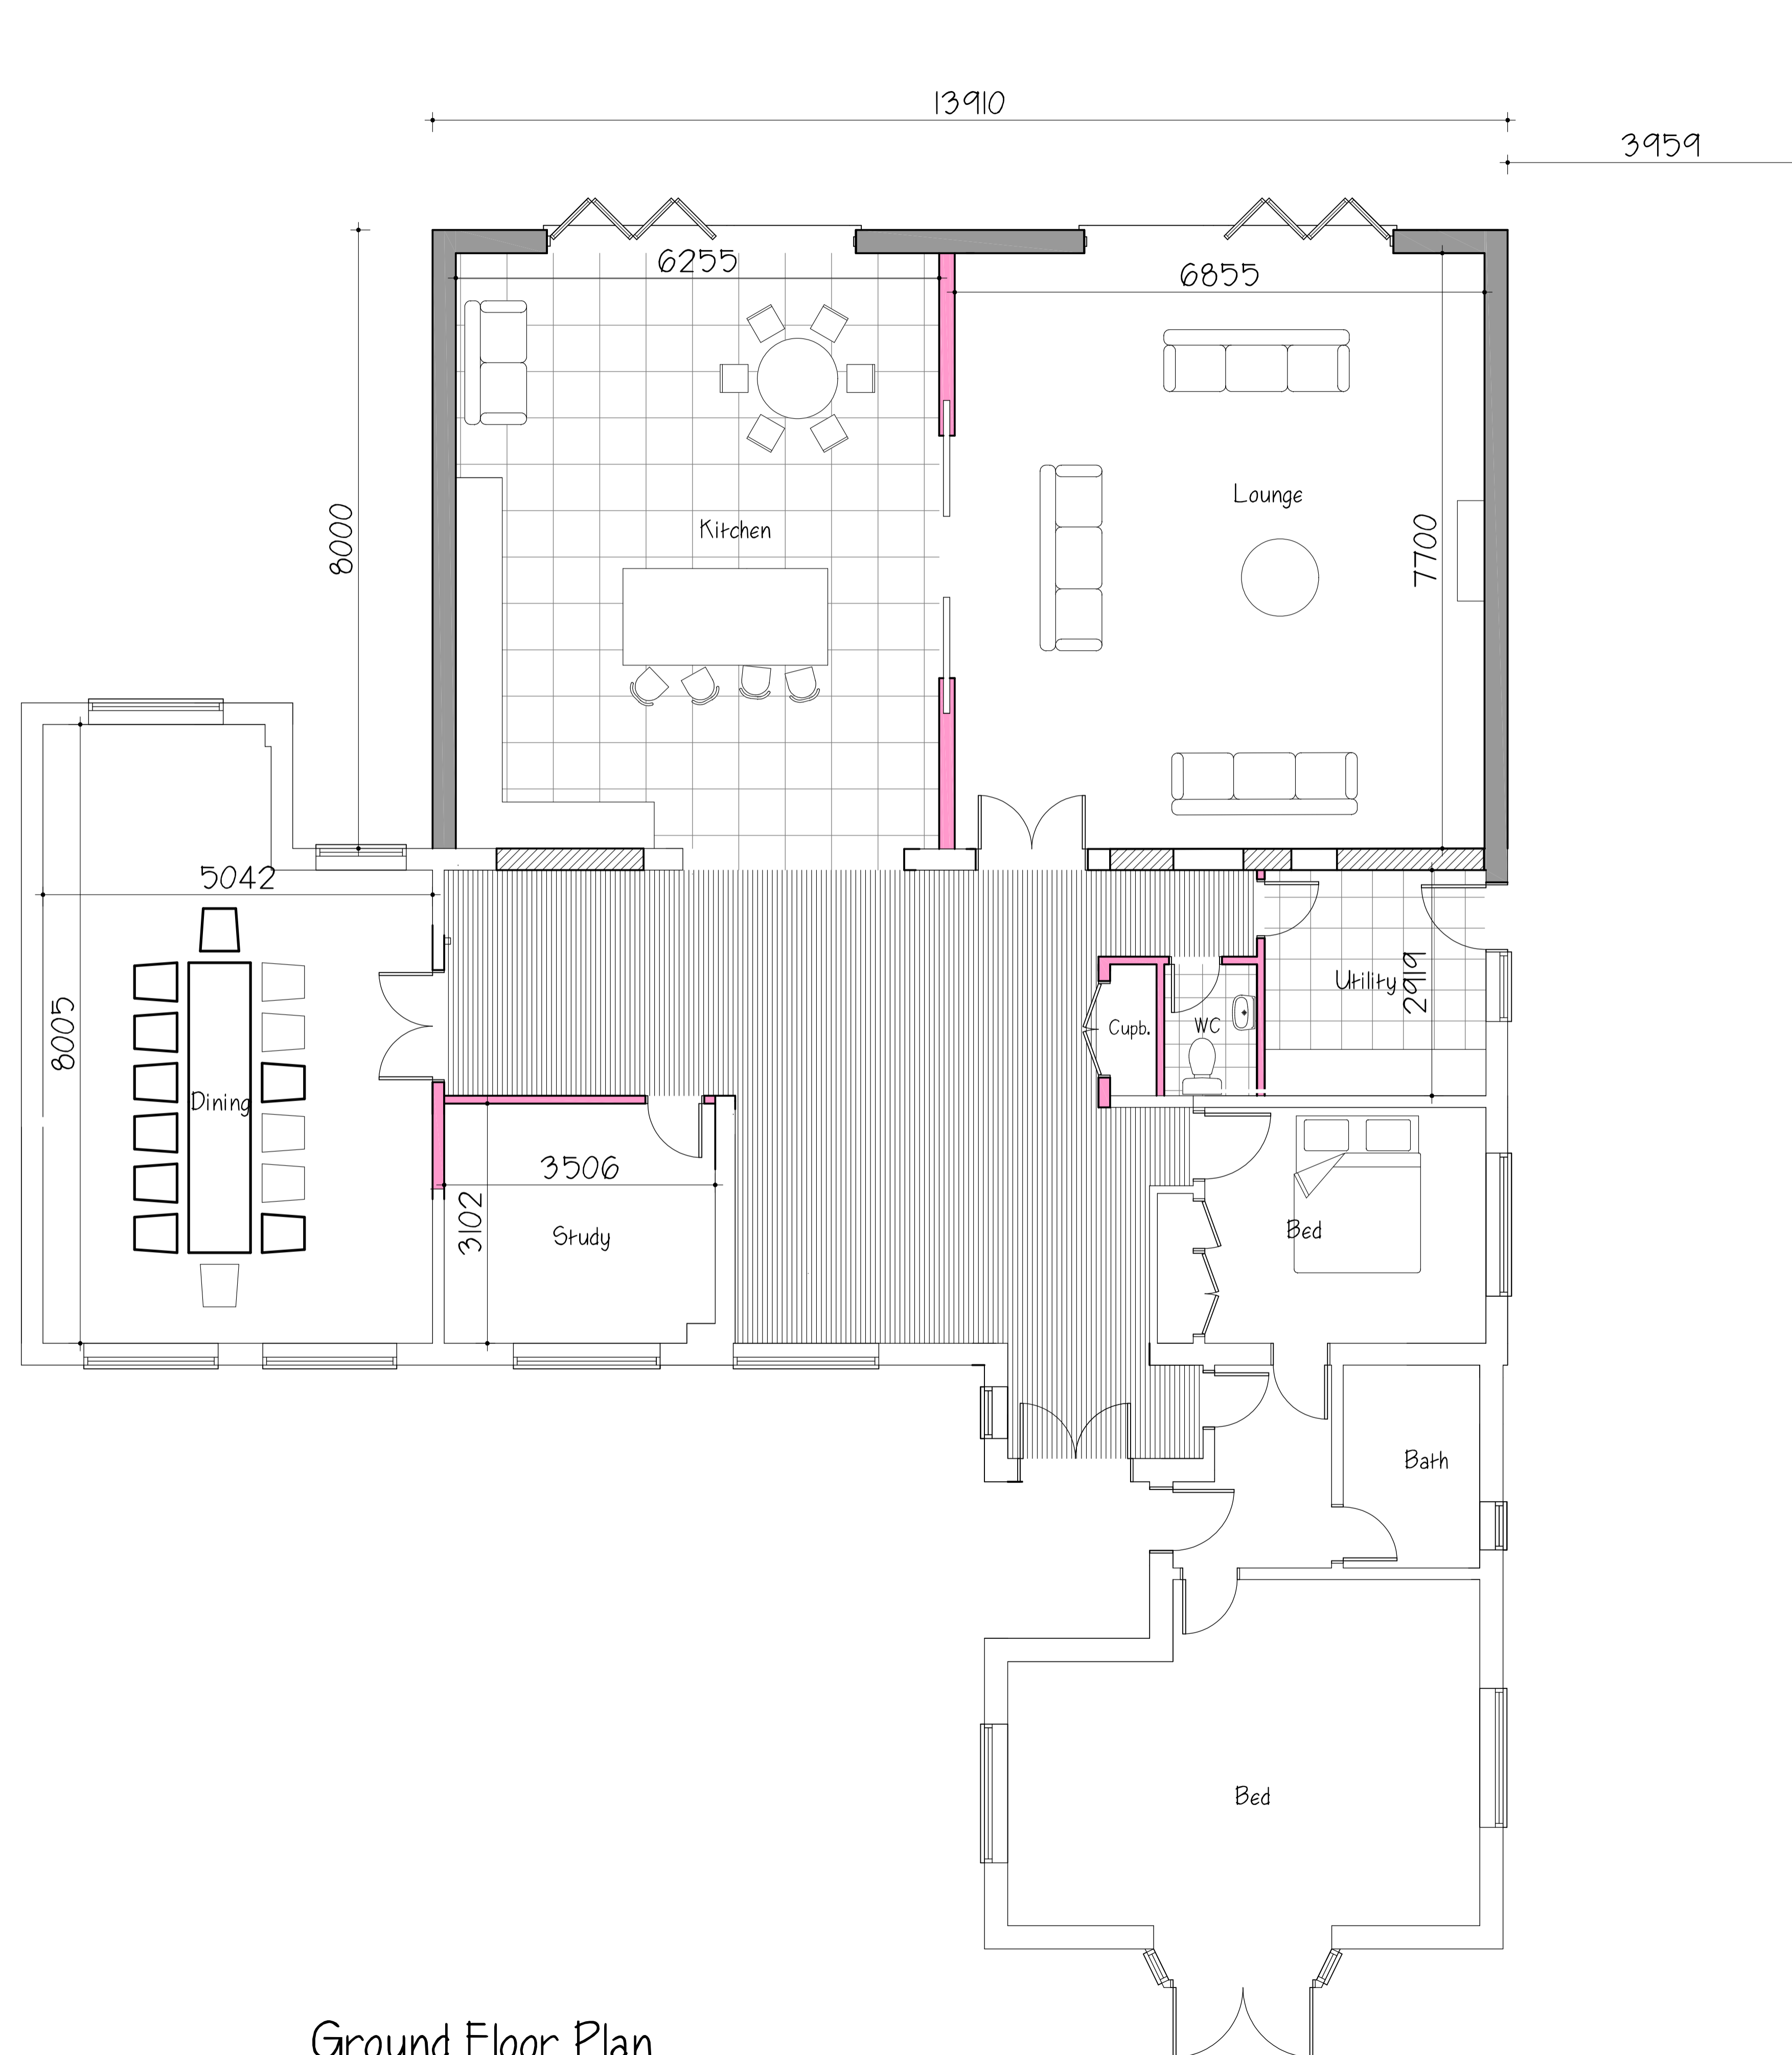 13910
3959
6255
6855
8000
Kitchen
Lounge
7700
5042
8005
Dining
Utility
2919
Cupb.
WC
3506
3102
Study
Bed
Bath
Bed
Ground Floor Plan